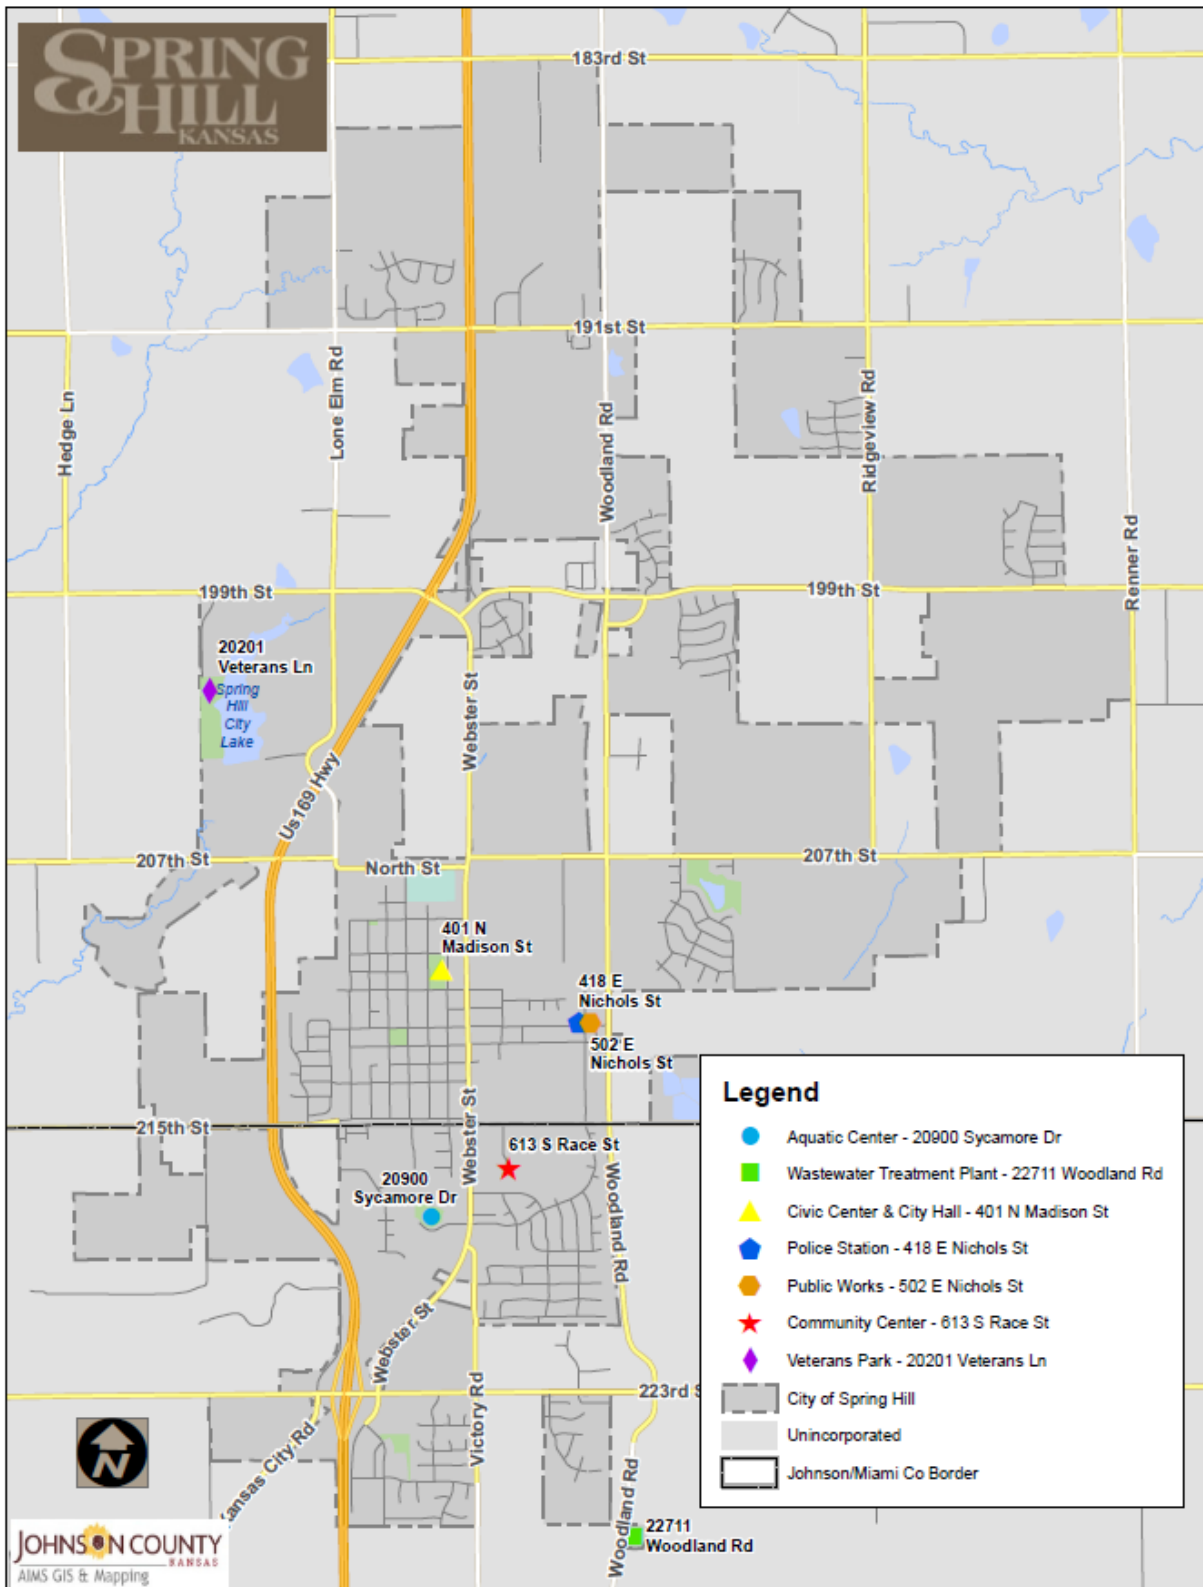 SPRING
HILL
KANSAS
183rd St
191st St
Hedge Ln
Lone Elm Rd
Woodland Rd
Ridgeview Rd
Renner Rd
199th St
199th St
20201
Veterans Ln
Spring
Hill
City
Lake
Webster St
Us169 Hwy
207th St
North St
207th St
401 N
Madison St
418 E
Nichols St
502 E
Nichols St
215th St
Webster St
613 S Race St
20900
Sycamore Dr
Woodland Rd
Webster St
223rd S
Victory Rd
Kansas City Rd
Woodland Rd
22711
Woodland Rd
Legend
Aquatic Center - 20900 Sycamore Dr
Wastewater Treatment Plant - 22711 Woodland Rd
Civic Center & City Hall - 401 N Madison St
Police Station - 418 E Nichols St
Public Works - 502 E Nichols St
Community Center - 613 S Race St
Veterans Park - 20201 Veterans Ln
City of Spring Hill
Unincorporated
Johnson/Miami Co Border
N
JOHNSON COUNTY
KANSAS
AIMS GIS & Mapping